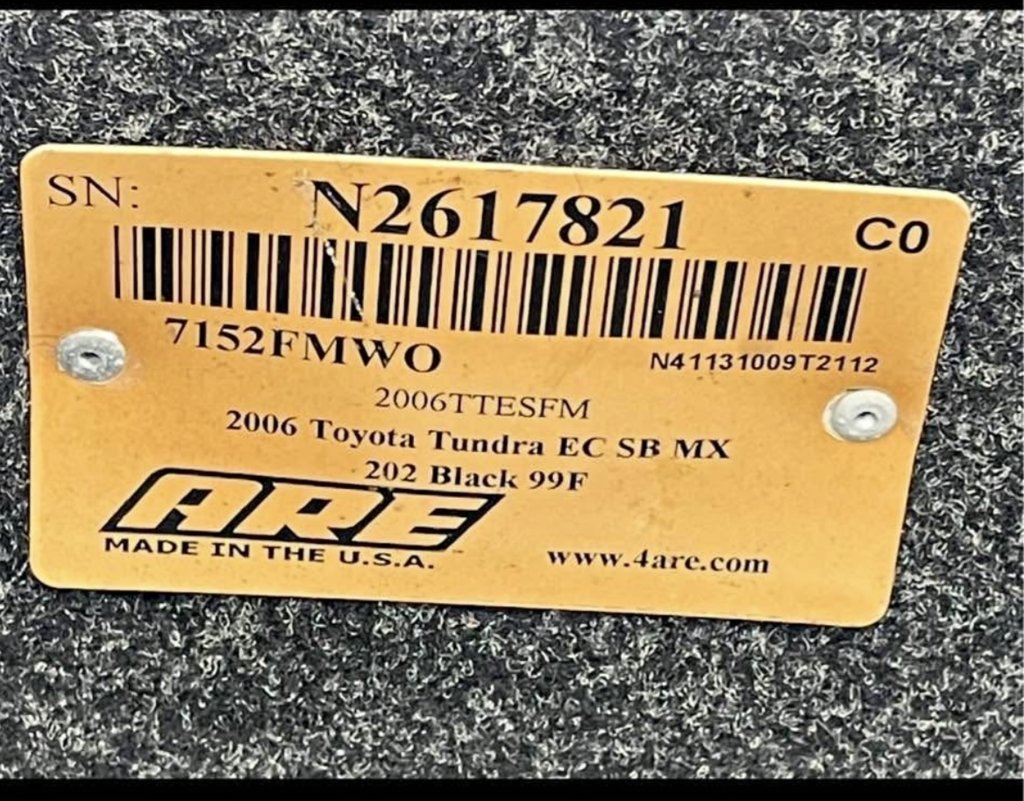 SN: N2617821 C0
7152FMWO N41131009T2112
2006TTESFM
2006 Toyota Tundra EC SB MX
202 Black 99F
ARE
MADE IN THE U.S.A. www.4are.com